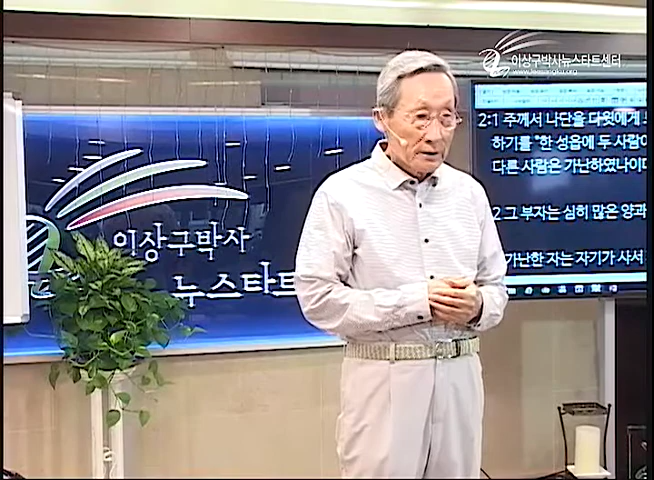 이상구박사뉴스타트센터
2:1 주께서 나단을 다윗에게
하기를 "한 성읍에 두 사람이
다른 사람은 가난하였나이다
2 그 부자는 심히 많은 양과
가난한 자는 자기가 사서
이상구박사
뉴스타트